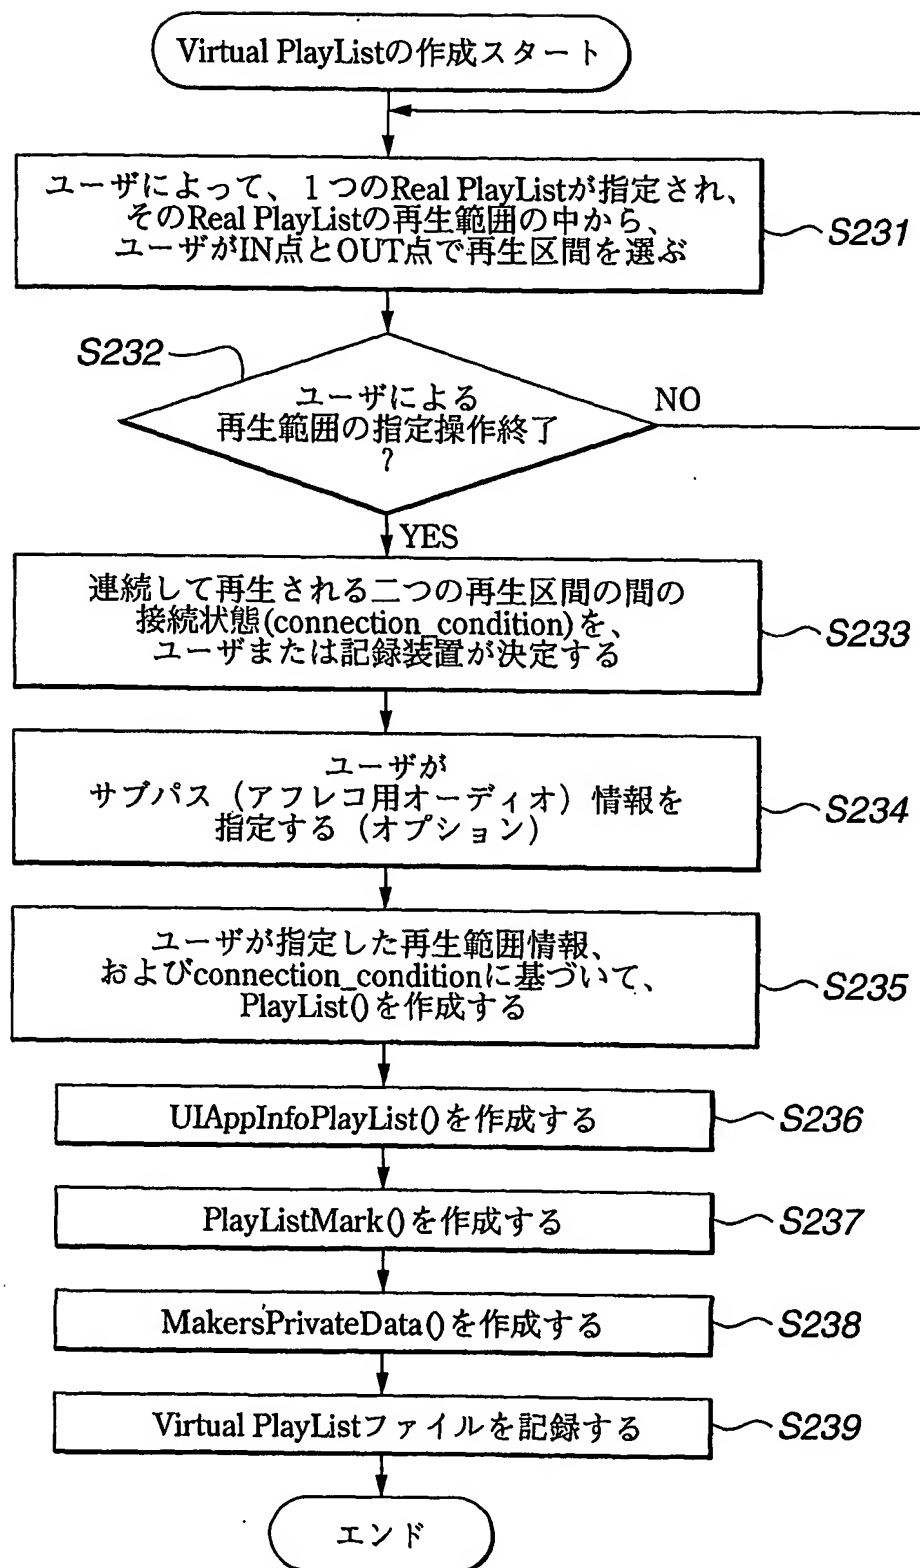 Virtual PlayListの作成スタート
ユーザによって、１つのReal PlayListが指定され、
そのReal PlayListの再生範囲の中から、
ユーザがIN点とOUT点で再生区間を選ぶ
S231
S232
ユーザによる
再生範囲の指定操作終了
?
NO
YES
連続して再生される二つの再生区間の間の
接続状態(connection_condition)を、
ユーザまたは記録装置が決定する
S233
ユーザが
サブパス（アフレコ用オーディオ）情報を
指定する（オプション）
S234
ユーザが指定した再生範囲情報、
およびconnection_conditionに基づいて、
PlayList()を作成する
S235
UIAppInfoPlayList()を作成する
S236
PlayListMark()を作成する
S237
MakersPrivateData()を作成する
S238
Virtual PlayListファイルを記録する
S239
エンド